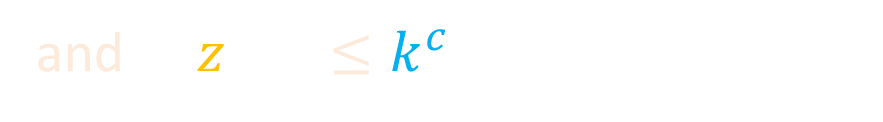 and z ≤ k^c